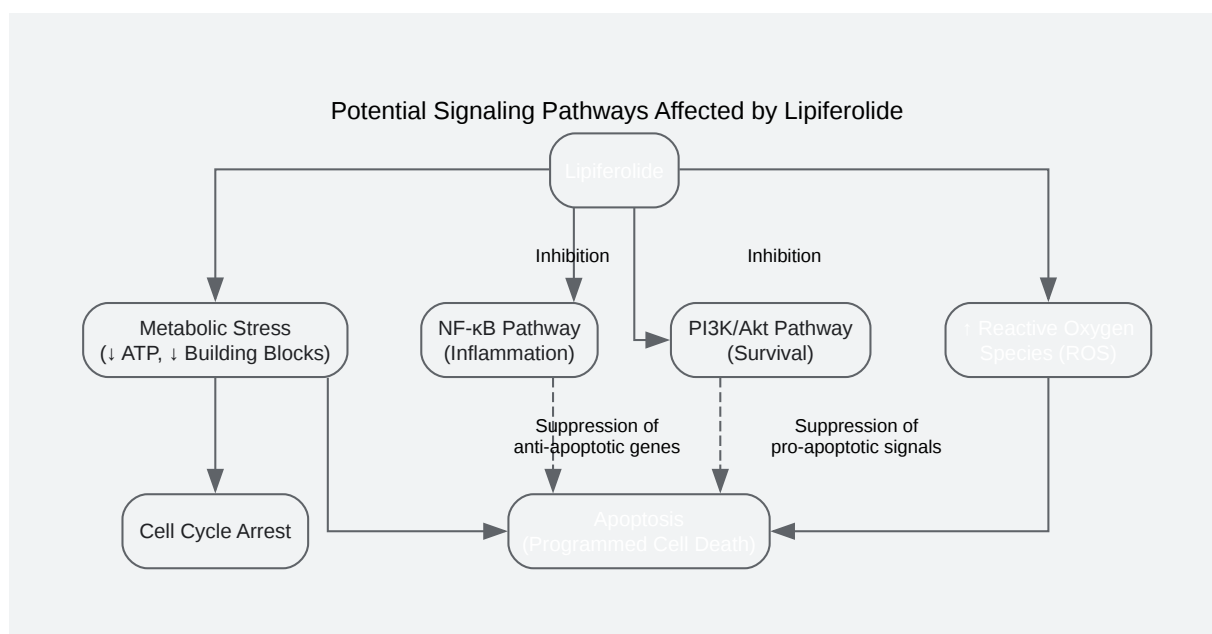 Potential Signaling Pathways Affected by Lipiferolide
Lipiferolide
Inhibition
Inhibition
Metabolic Stress
(↓ ATP, ↓ Building Blocks)
NF-κB Pathway
(Inflammation)
PI3K/Akt Pathway
(Survival)
↑ Reactive Oxygen
Species (ROS)
Suppression of
anti-apoptotic genes
Suppression of
pro-apoptotic signals
Cell Cycle Arrest
Apoptosis
(Programmed Cell Death)